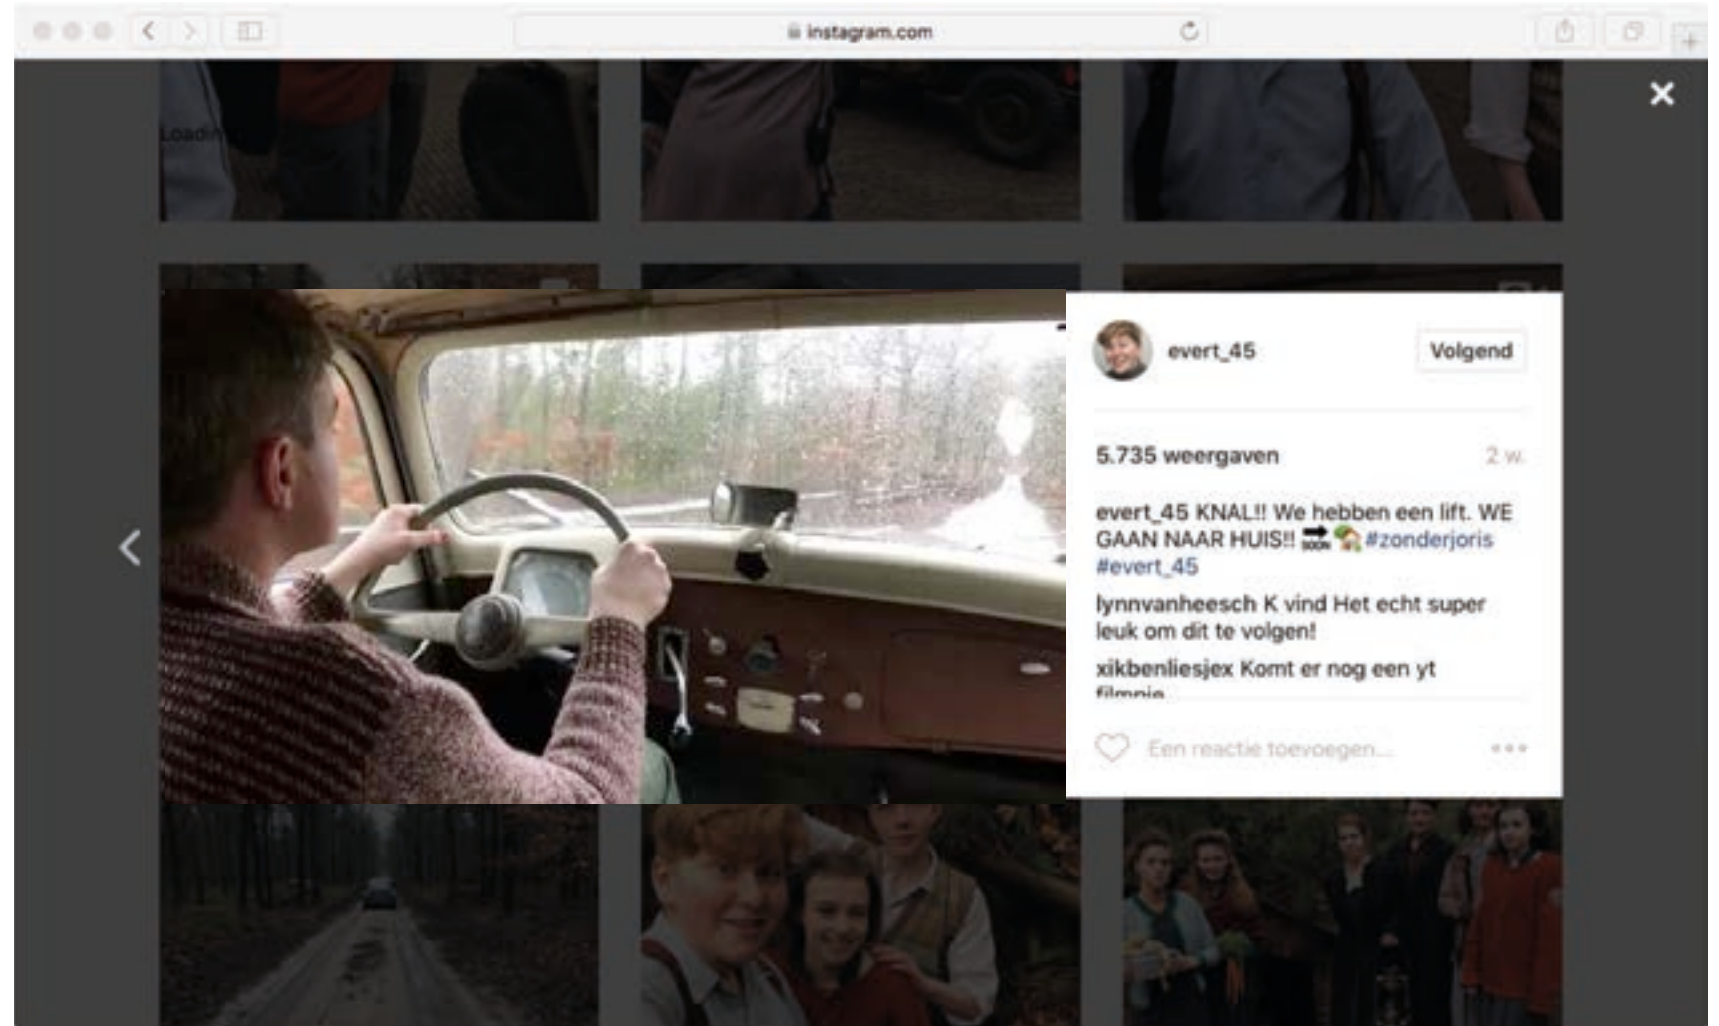 instagram.com
Loading
evert_45
Volgend
5.735 weergaven
2 w.
evert_45 KNAL!! We hebben een lift. WE
GAAN NAAR HUIS!! 🔜 🏡 #zonderjoris
#evert_45
lynnvanheesch K vind Het echt super
leuk om dit te volgen!
xikbenliesjex Komt er nog een yt
filmpje
Een reactie toevoegen...